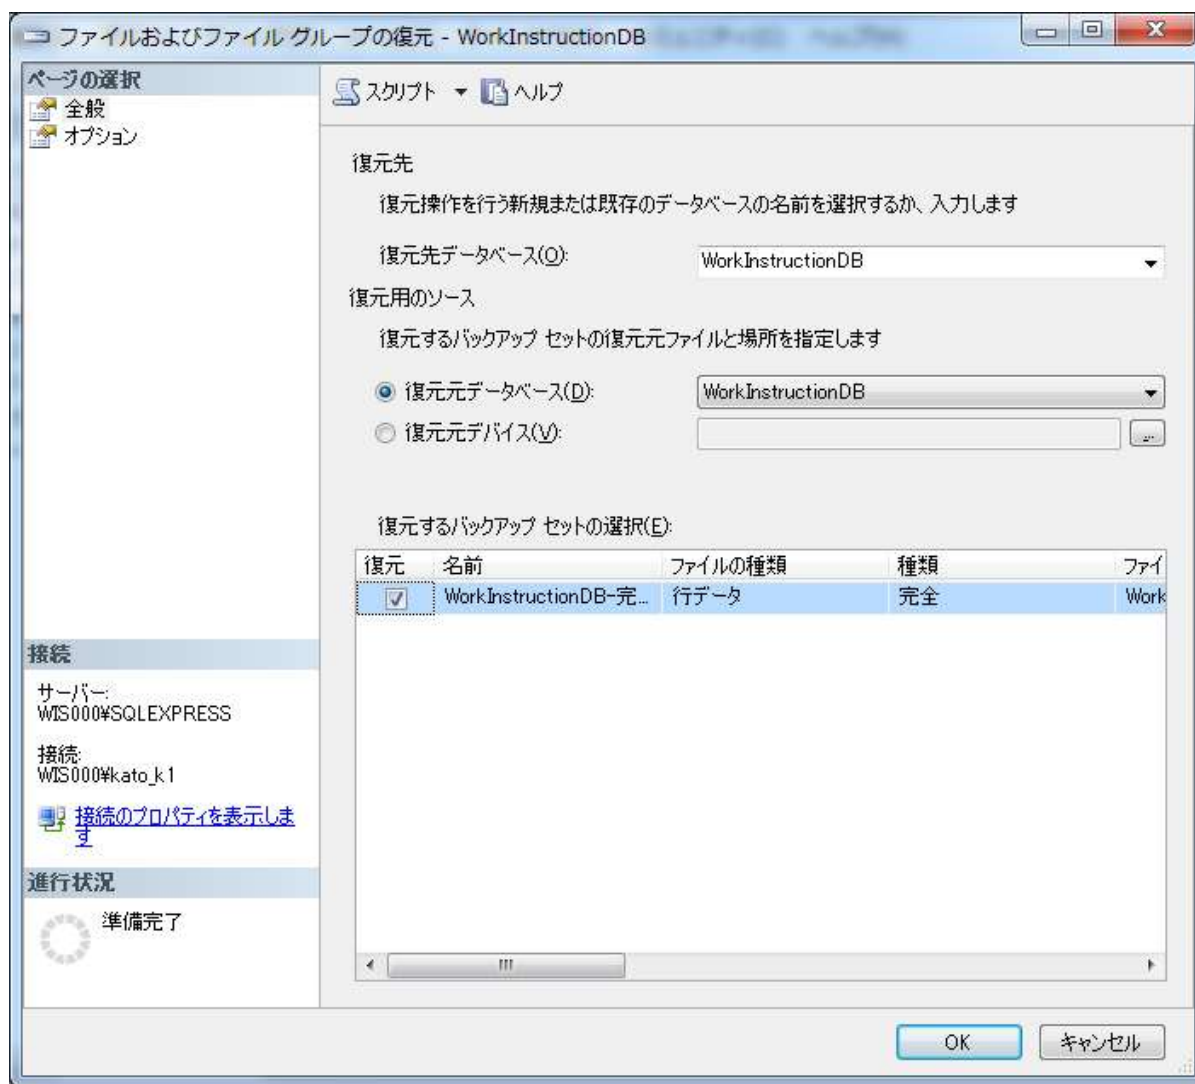 ファイルおよびファイル グループの復元 - WorkInstructionDB
ページの選択
全般
オプション
スクリプト
ヘルプ
復元先
復元操作を行う新規または既存のデータベースの名前を選択するか、入力します
復元先データベース(O):
WorkInstructionDB
復元用のソース
復元するバックアップ セットの復元元ファイルと場所を指定します
復元元データベース(D):
WorkInstructionDB
復元元デバイス(V):
...
復元するバックアップ セットの選択(E):
復元 名前 ファイルの種類 種類 ファイ
WorkInstructionDB-完... 行データ 完全 Work
接続
サーバー:
WIS000¥SQLEXPRESS
接続:
WIS000¥kato_k1
接続のプロパティを表示しま
す
進行状況
準備完了
OK
キャンセル